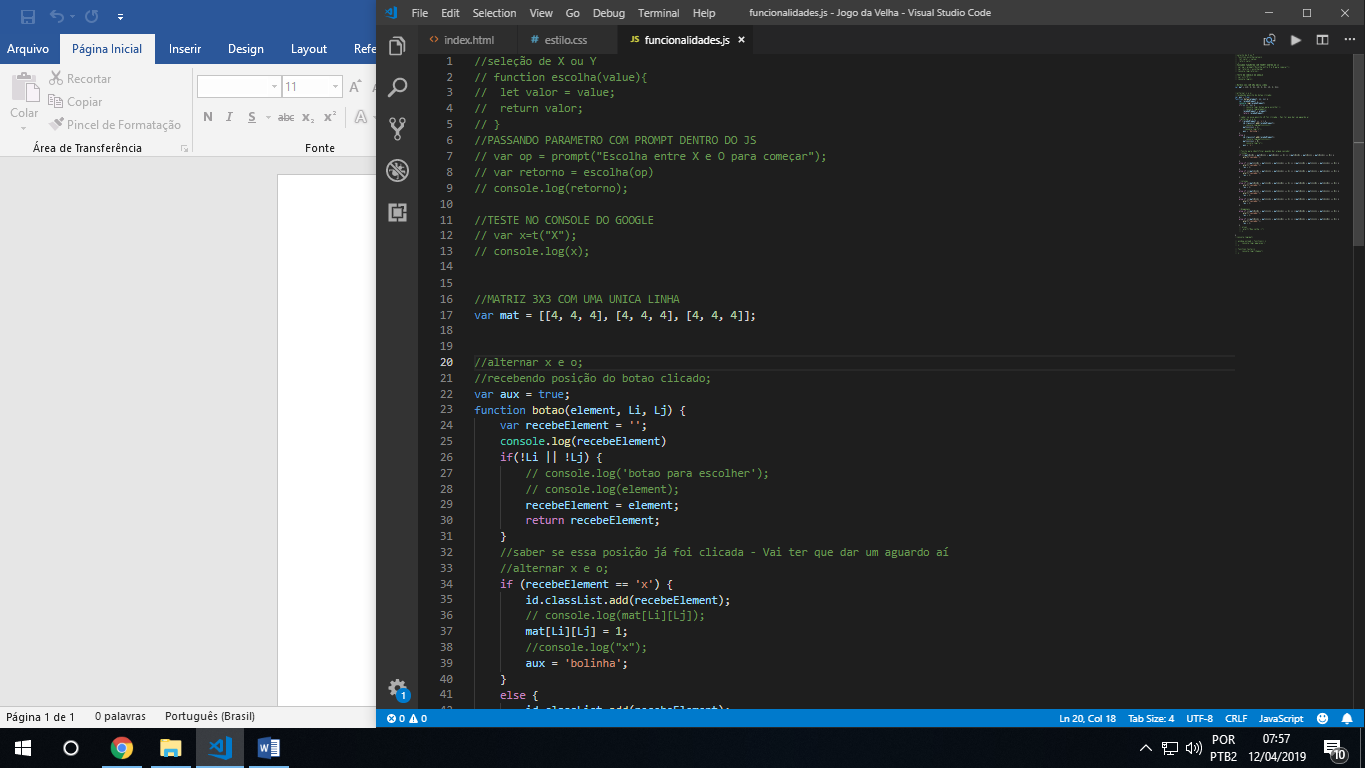 File Edit Selection View Go Debug Terminal Help funcionalidades.js - Jogo da Velha - Visual Studio Code
Arquivo Página Inicial Inserir Design Layout Refe
Recortar
Copiar
Pincel de Formatação
Colar
Área de Transferência
11
N I S abc x₂ x² A
Fonte
<> index.html # estilo.css JS funcionalidades.js
1 //seleção de X ou Y
2 // function escolha(value){
3 //  let valor = value;
4 //  return valor;
5 // }
6 //PASSANDO PARAMETRO COM PROMPT DENTRO DO JS
7 // var op = prompt("Escolha entre X e O para começar");
8 // var retorno = escolha(op)
9 // console.log(retorno);
10
11 //TESTE NO CONSOLE DO GOOGLE
12 // var x=t("X");
13 // console.log(x);
14
15
16 //MATRIZ 3X3 COM UMA UNICA LINHA
17 var mat = [[4, 4, 4], [4, 4, 4], [4, 4, 4]];
18
19
20 //alternar x e o;
21 //recebendo posição do botao clicado;
22 var aux = true;
23 function botao(element, Li, Lj) {
24     var recebeElement = '';
25     console.log(recebeElement)
26     if(!Li || !Lj) {
27         // console.log('botao para escolher');
28         // console.log(element);
29         recebeElement = element;
30         return recebeElement;
31     }
32     //saber se essa posição já foi clicada - Vai ter que dar um aguardo aí
33     //alternar x e o;
34     if (recebeElement == 'x') {
35         id.classList.add(recebeElement);
36         // console.log(mat[Li][Lj]);
37         mat[Li][Lj] = 1;
38         //console.log("x");
39         aux = 'bolinha';
40     }
41     else {
1
Página 1 de 1 0 palavras Português (Brasil)
0 0 Ln 20, Col 18 Tab Size: 4 UTF-8 CRLF JavaScript
POR
PTB2
07:57
12/04/2019
10